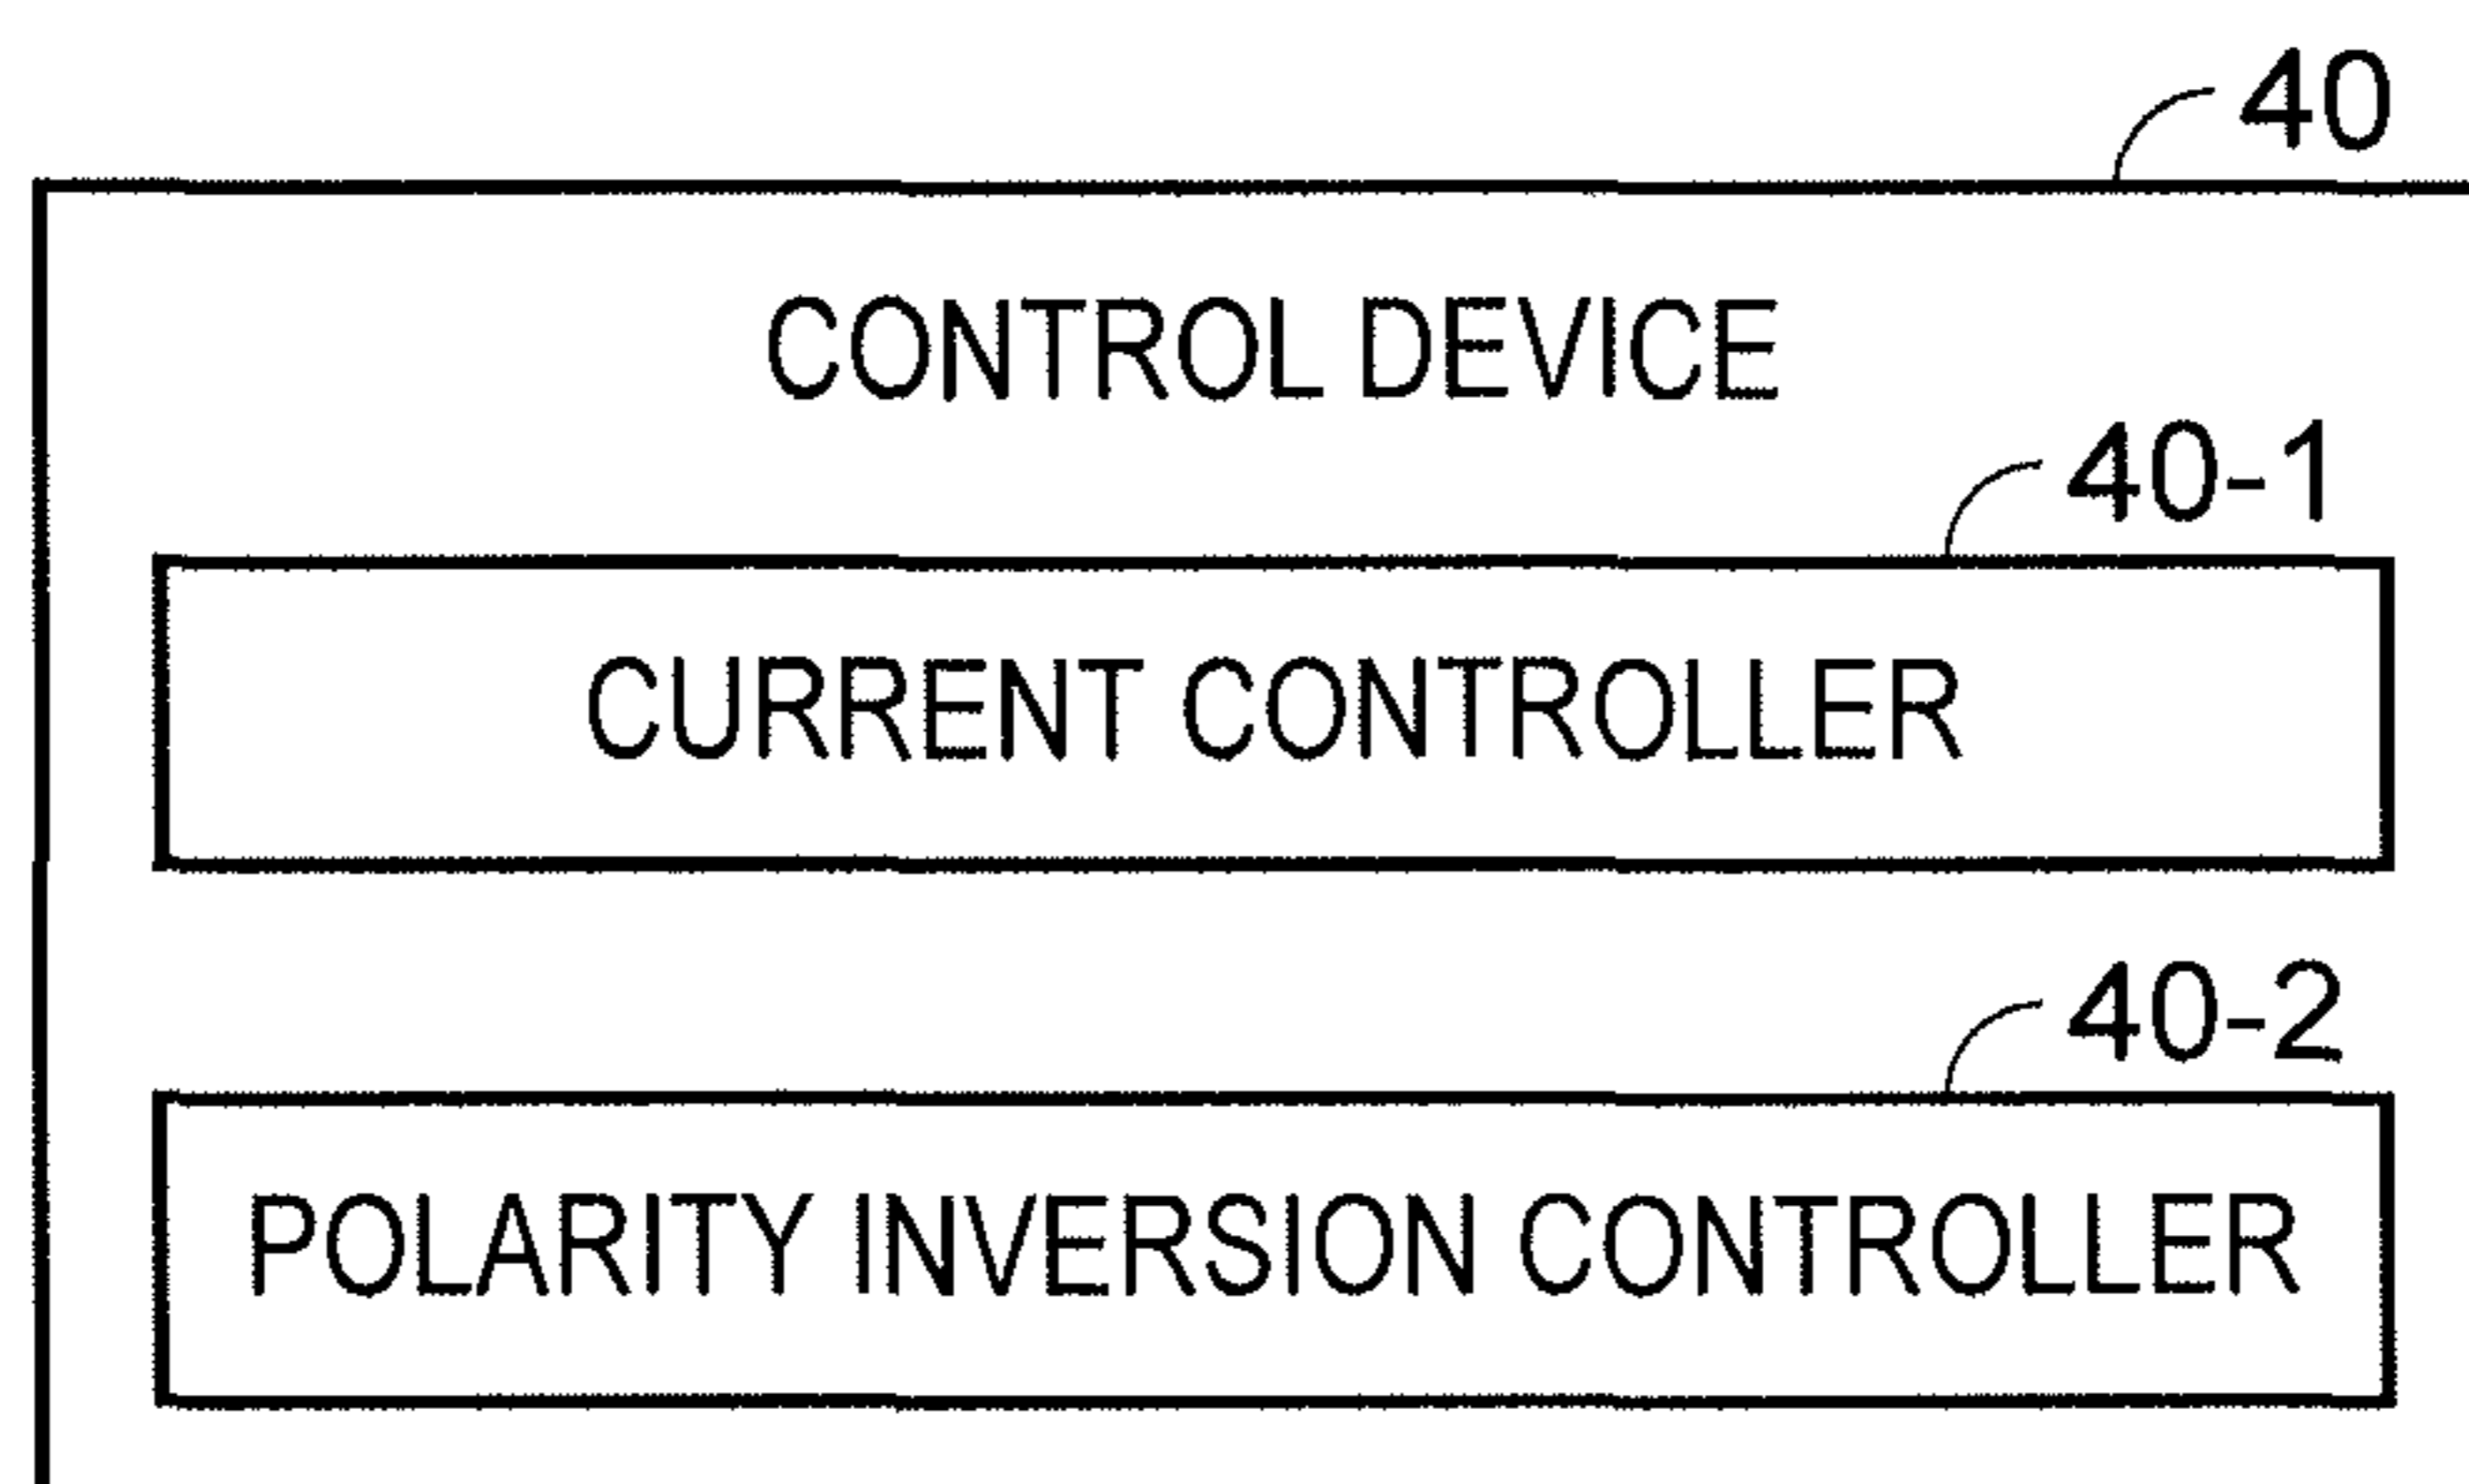 40
CONTROL DEVICE
40-1
CURRENT CONTROLLER
40-2
POLARITY INVERSION CONTROLLER